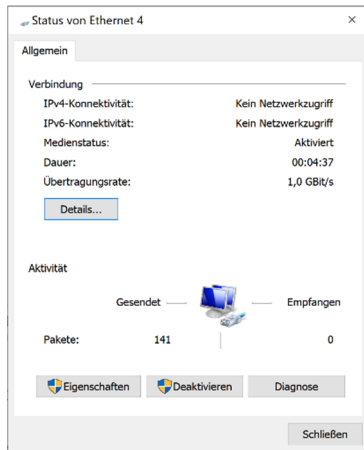 Status von Ethernet 4
Allgemein
Verbindung
IPv4-Konnektivität: Kein Netzwerkzugriff
IPv6-Konnektivität: Kein Netzwerkzugriff
Medienstatus: Aktiviert
Dauer: 00:04:37
Übertragungsrate: 1,0 GBit/s
Details...
Aktivität
Gesendet Empfangen
Pakete: 141 0
Eigenschaften Deaktivieren Diagnose
Schließen